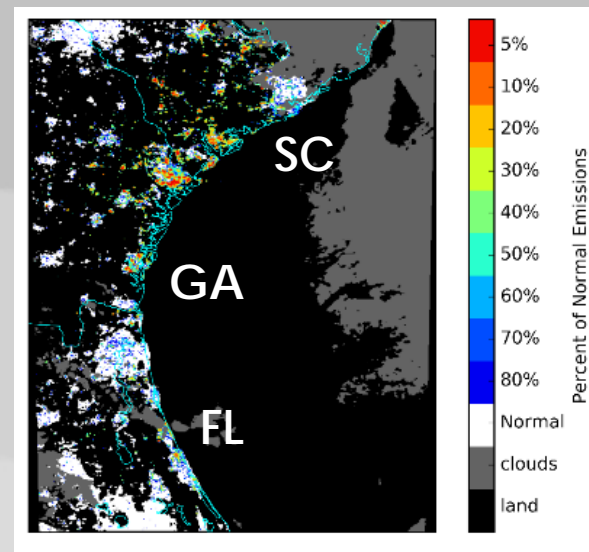 SC
GA
FL
5%
10%
20%
30%
40%
50%
60%
70%
80%
Normal
clouds
land
Percent of Normal Emissions